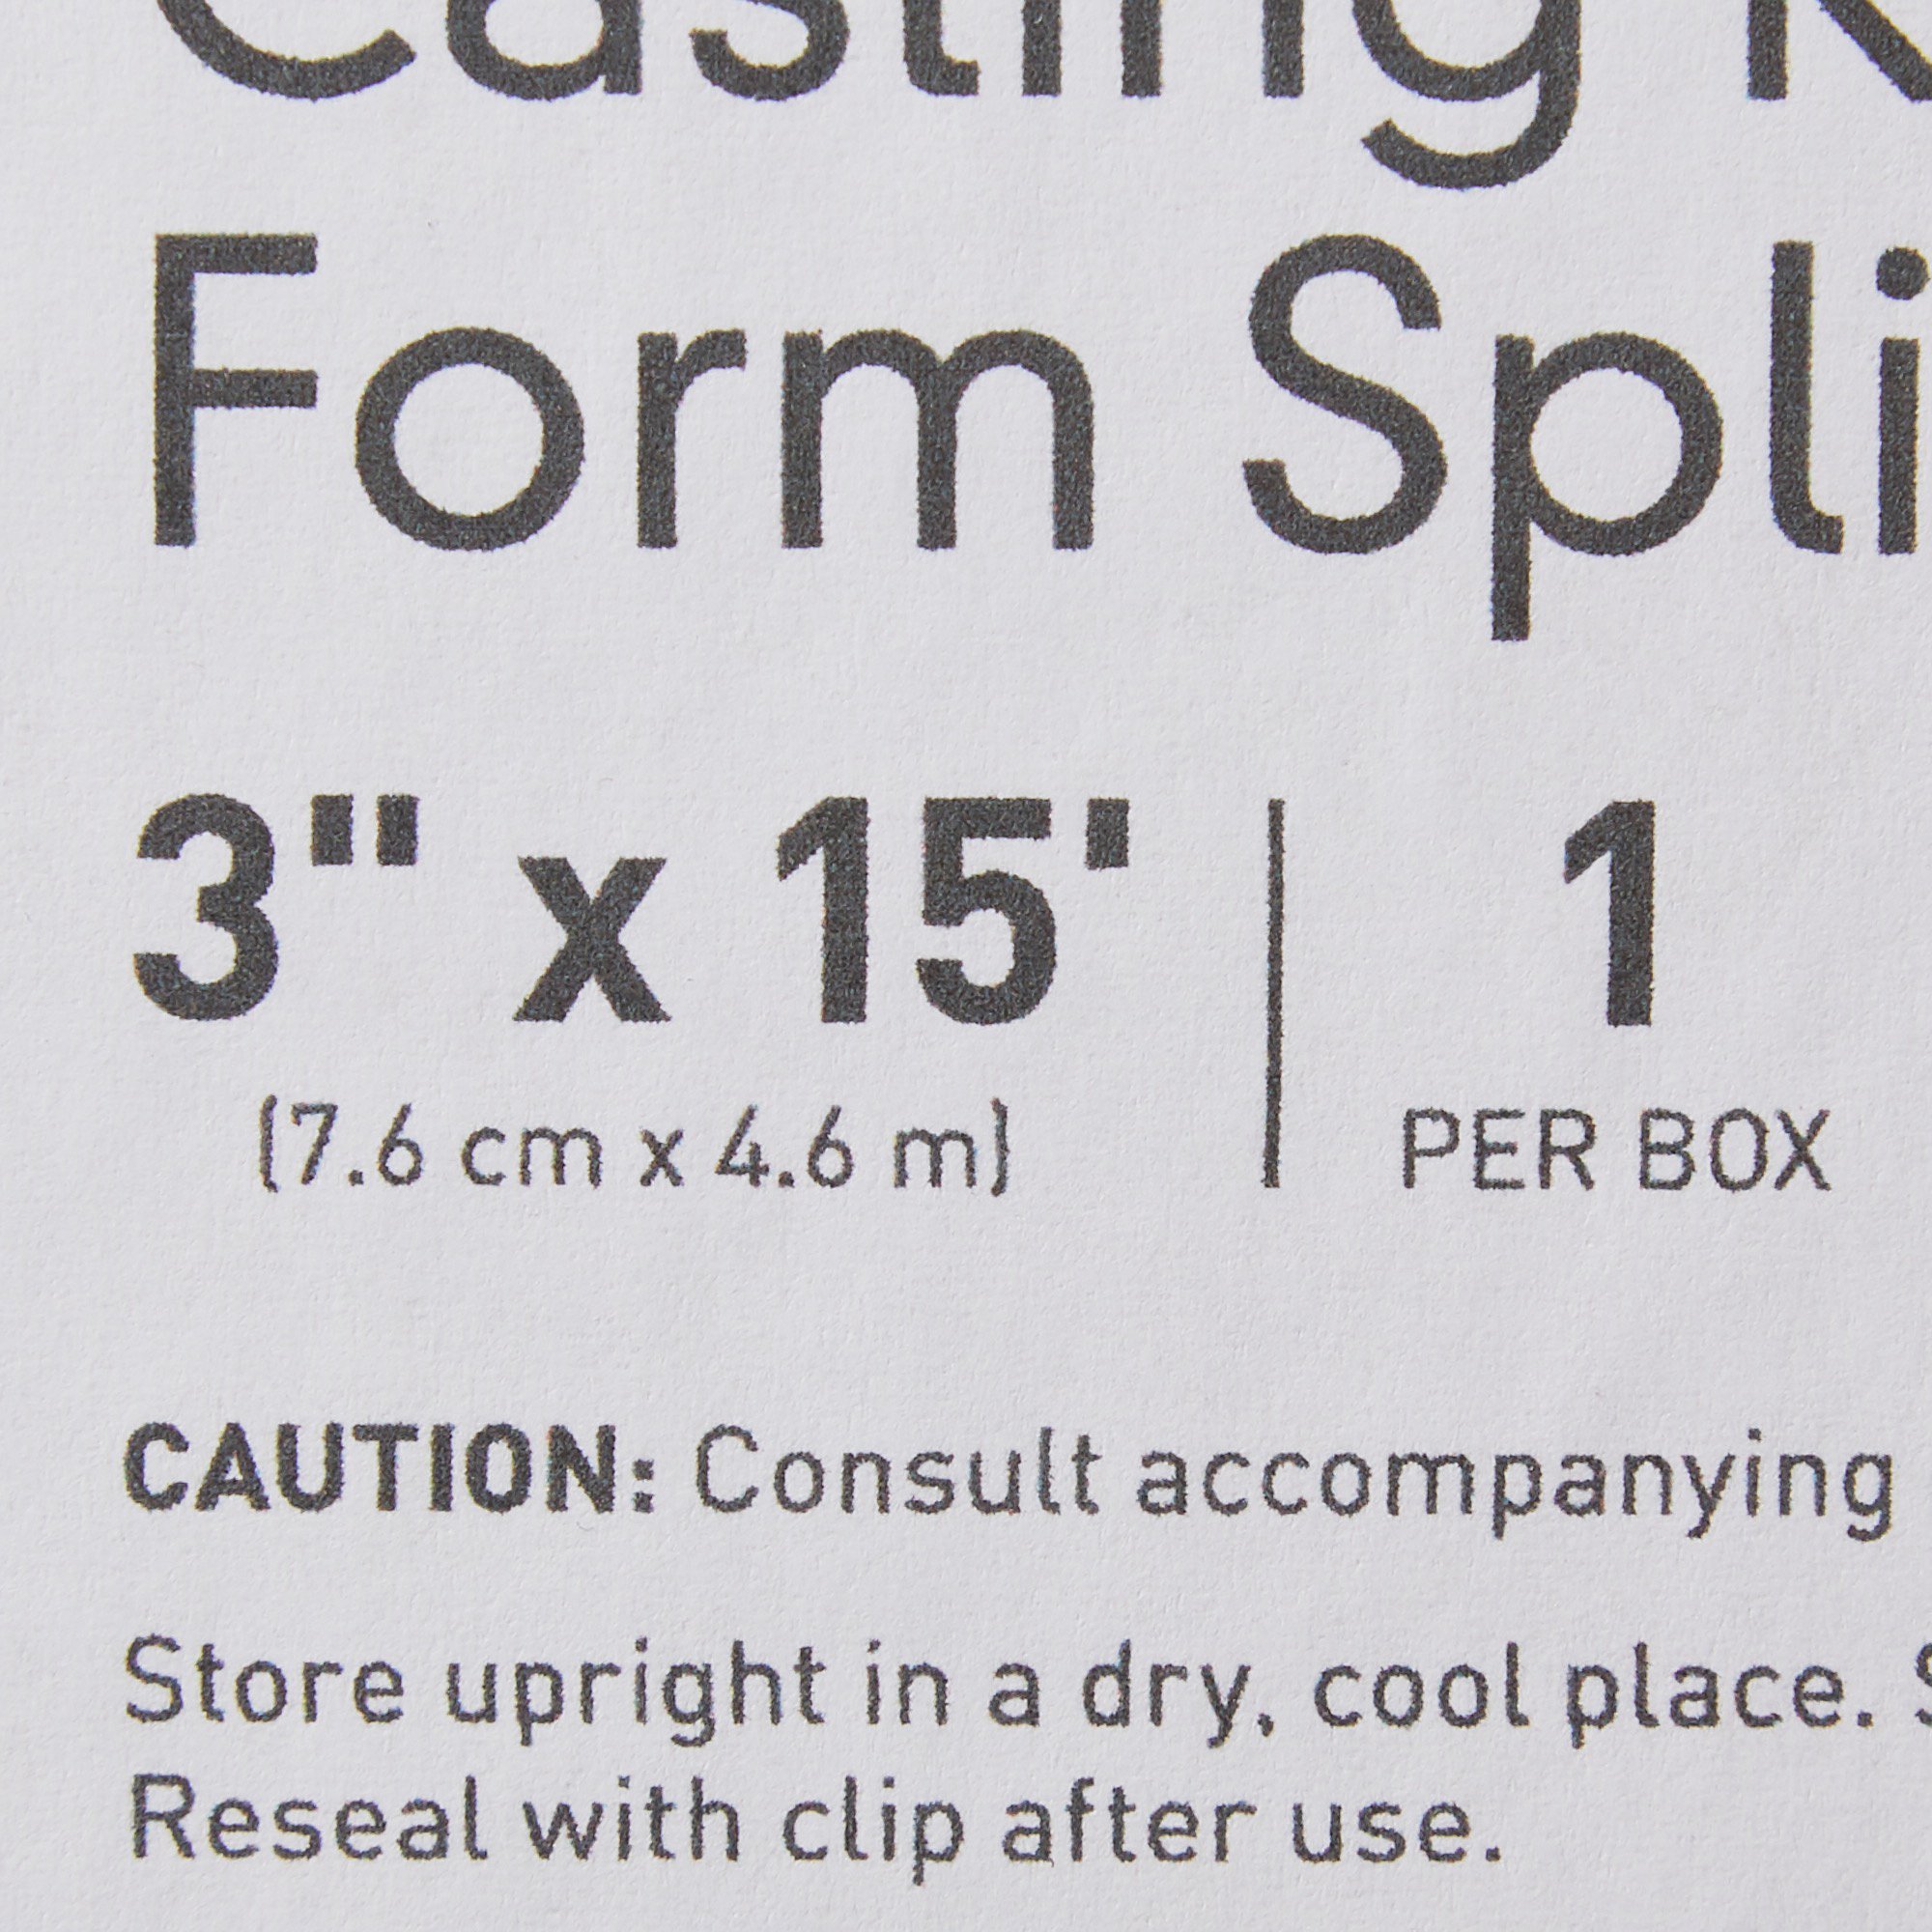 Casting
Form
3" x 15' | 1
(7.6 cm x 4.6 m) PER BOX
CAUTION: Consult accompanying
Store upright in a dry, cool place.
Reseal with clip after use.